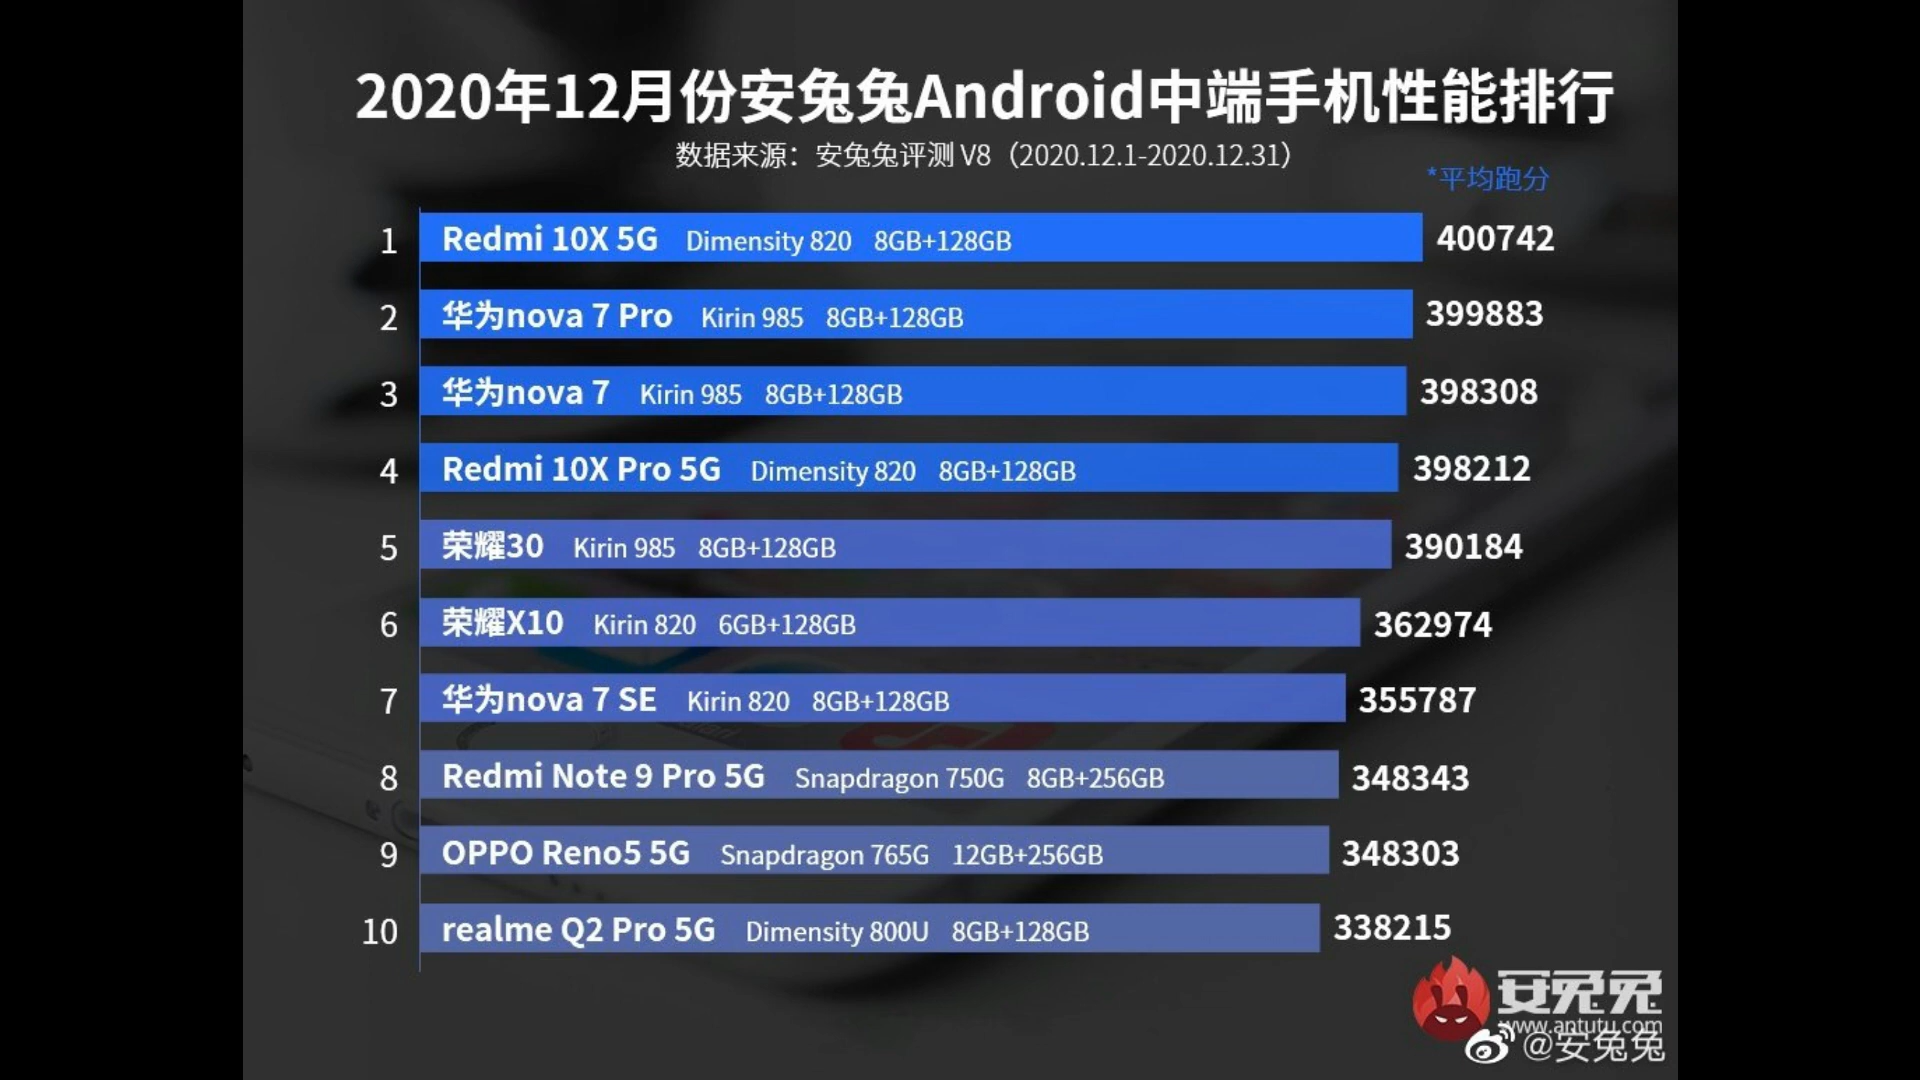 2020年12月份安兔兔Android中端手机性能排行
数据来源：安兔兔评测 V8（2020.12.1-2020.12.31）
*平均跑分
1 Redmi 10X 5G Dimensity 820 8GB+128GB 400742
2 华为nova 7 Pro Kirin 985 8GB+128GB 399883
3 华为nova 7 Kirin 985 8GB+128GB 398308
4 Redmi 10X Pro 5G Dimensity 820 8GB+128GB 398212
5 荣耀30 Kirin 985 8GB+128GB 390184
6 荣耀X10 Kirin 820 6GB+128GB 362974
7 华为nova 7 SE Kirin 820 8GB+128GB 355787
8 Redmi Note 9 Pro 5G Snapdragon 750G 8GB+256GB 348343
9 OPPO Reno5 5G Snapdragon 765G 12GB+256GB 348303
10 realme Q2 Pro 5G Dimensity 800U 8GB+128GB 338215
安兔兔
www.antutu.com
@安兔兔